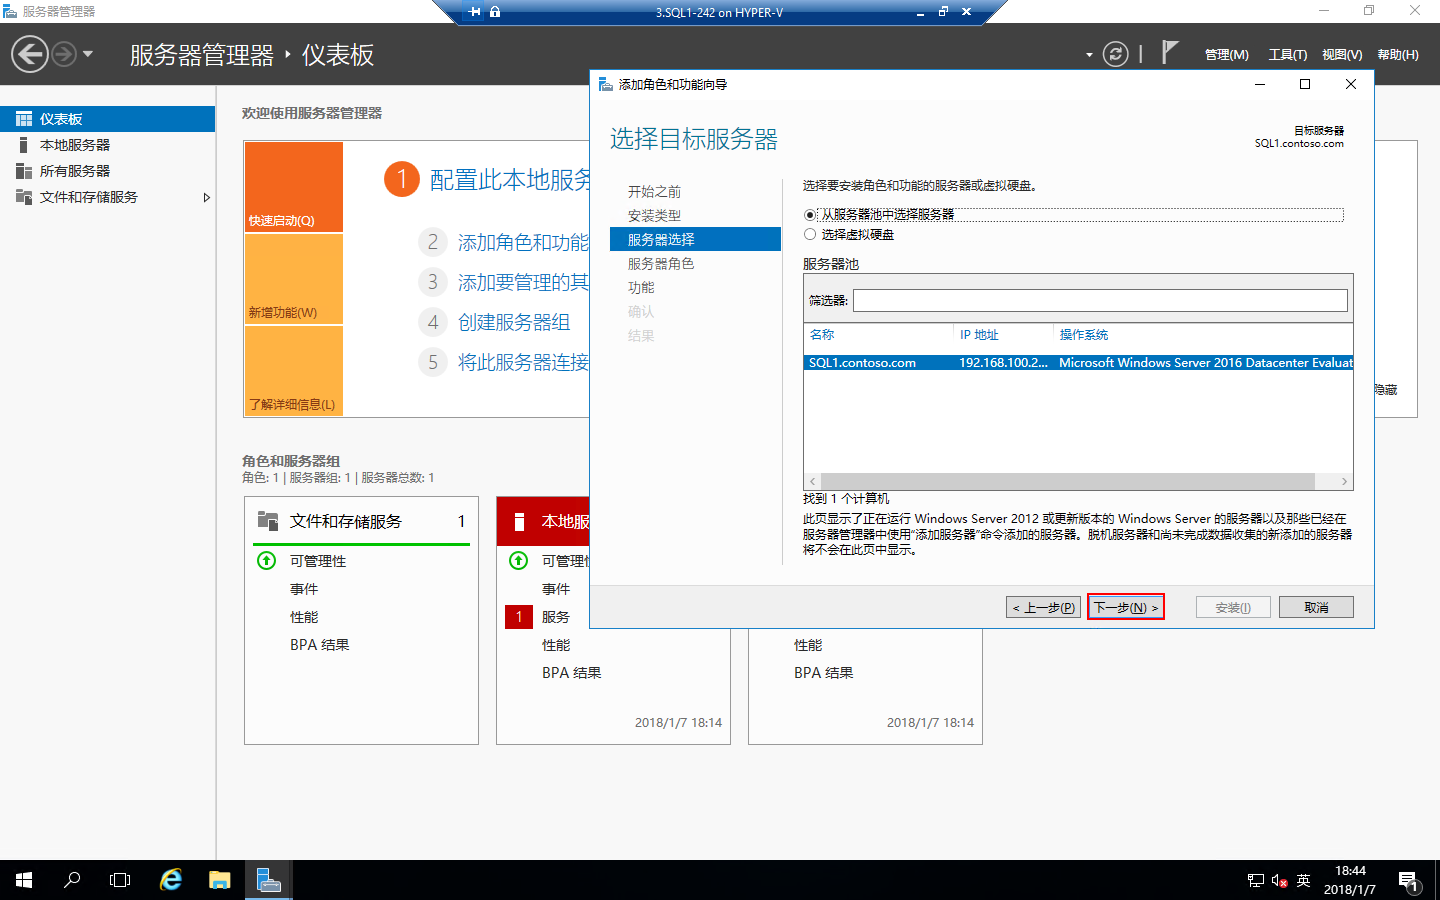 服务器管理器
3.SQL1-242 on HYPER-V
服务器管理器 · 仪表板
管理(M) 工具(T) 视图(V) 帮助(H)
仪表板
本地服务器
所有服务器
文件和存储服务
欢迎使用服务器管理器
快速启动(Q)
新增功能(W)
了解详细信息(L)
1 配置此本地服务
2 添加角色和功能
3 添加要管理的其
4 创建服务器组
5 将此服务器连接
隐藏
角色和服务器组
角色: 1 | 服务器组: 1 | 服务器总数: 1
文件和存储服务 1
可管理性
事件
性能
BPA 结果
本地服
可管理性
事件
1 服务
性能
BPA 结果
2018/1/7 18:14
性能
BPA 结果
2018/1/7 18:14
添加角色和功能向导
选择目标服务器
目标服务器
SQL1.contoso.com
开始之前
安装类型
服务器选择
服务器角色
功能
确认
结果
选择要安装角色和功能的服务器或虚拟硬盘。
从服务器池中选择服务器
选择虚拟硬盘
服务器池
筛选器:
名称 IP 地址 操作系统
SQL1.contoso.com 192.168.100.2... Microsoft Windows Server 2016 Datacenter Evaluat
找到 1 个计算机
此页显示了正在运行 Windows Server 2012 或更新版本的 Windows Server 的服务器以及那些已经在
服务器管理器中使用"添加服务器"命令添加的服务器。脱机服务器和尚未完成数据收集的新添加的服务器
将不会在此页中显示。
< 上一步(P) 下一步(N) > 安装(I) 取消
英
18:44
2018/1/7
1